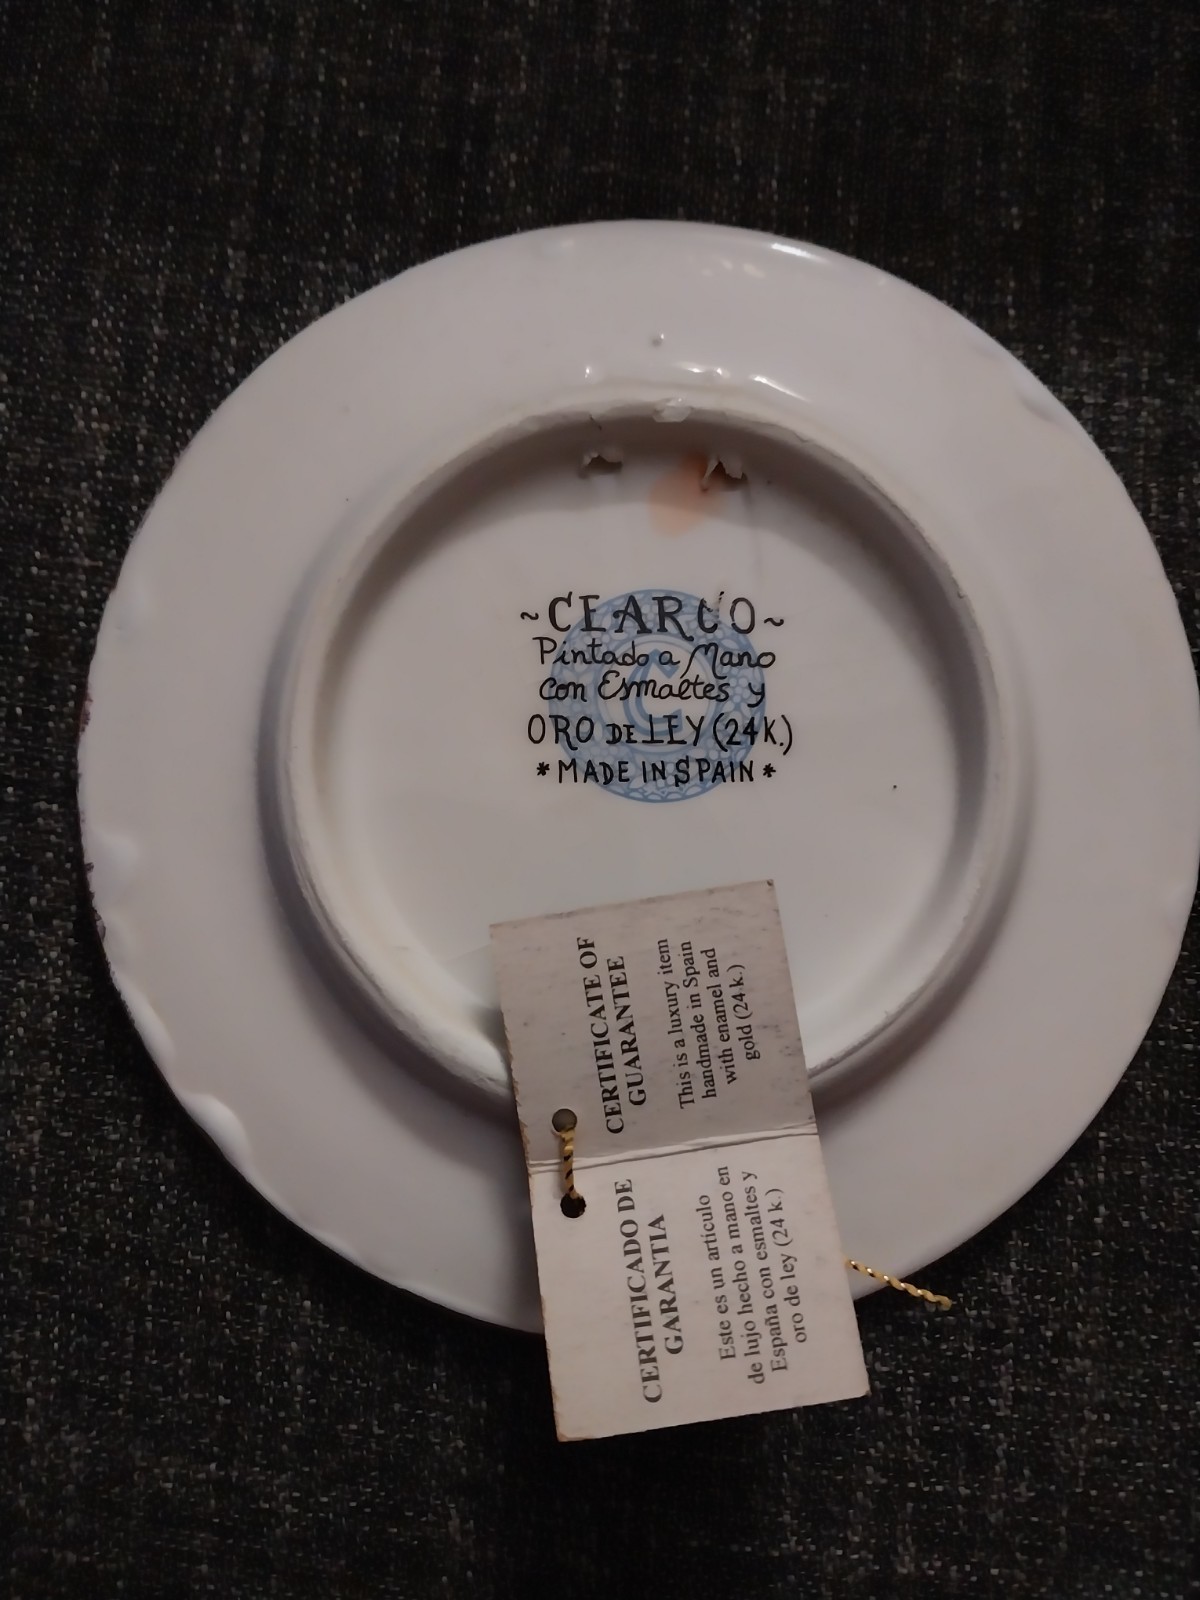 ~CEARCO~
Pintado a Mano
con Esmaltes y
ORO DE LEY (24K.)
*MADE IN SPAIN*
C
CERTIFICATE OF
GUARANTEE
This is a luxury item
handmade in Spain
with enamel and
gold (24 k.)
CERTIFICADO DE
GARANTIA
Este es un artículo
de lujo hecho a mano en
España con esmaltes y
oro de ley (24 k.)